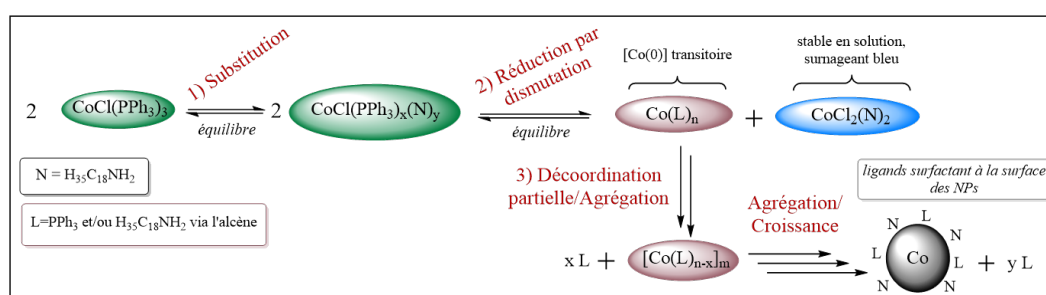 1) Substitution
2) Réduction par
dismutation
[Co(0)] transitoire
stable en solution,
surnageant bleu
2 CoCl(PPh₃)₃
équilibre
2 CoCl(PPh₃)ₓ(N)ᵧ
équilibre
Co(L)ₙ
+
CoCl₂(N)₂
N = H₃₅C₁₈NH₂
L=PPh₃ et/ou H₃₅C₁₈NH₂ via l'alcène
3) Décoordination
partielle/Agrégation
Agrégation/
Croissance
ligands surfactant à la surface
des NPs
x L + [Co(L)ₙ₋ₓ]ₘ
N L N
L Co L
N N
+ y L